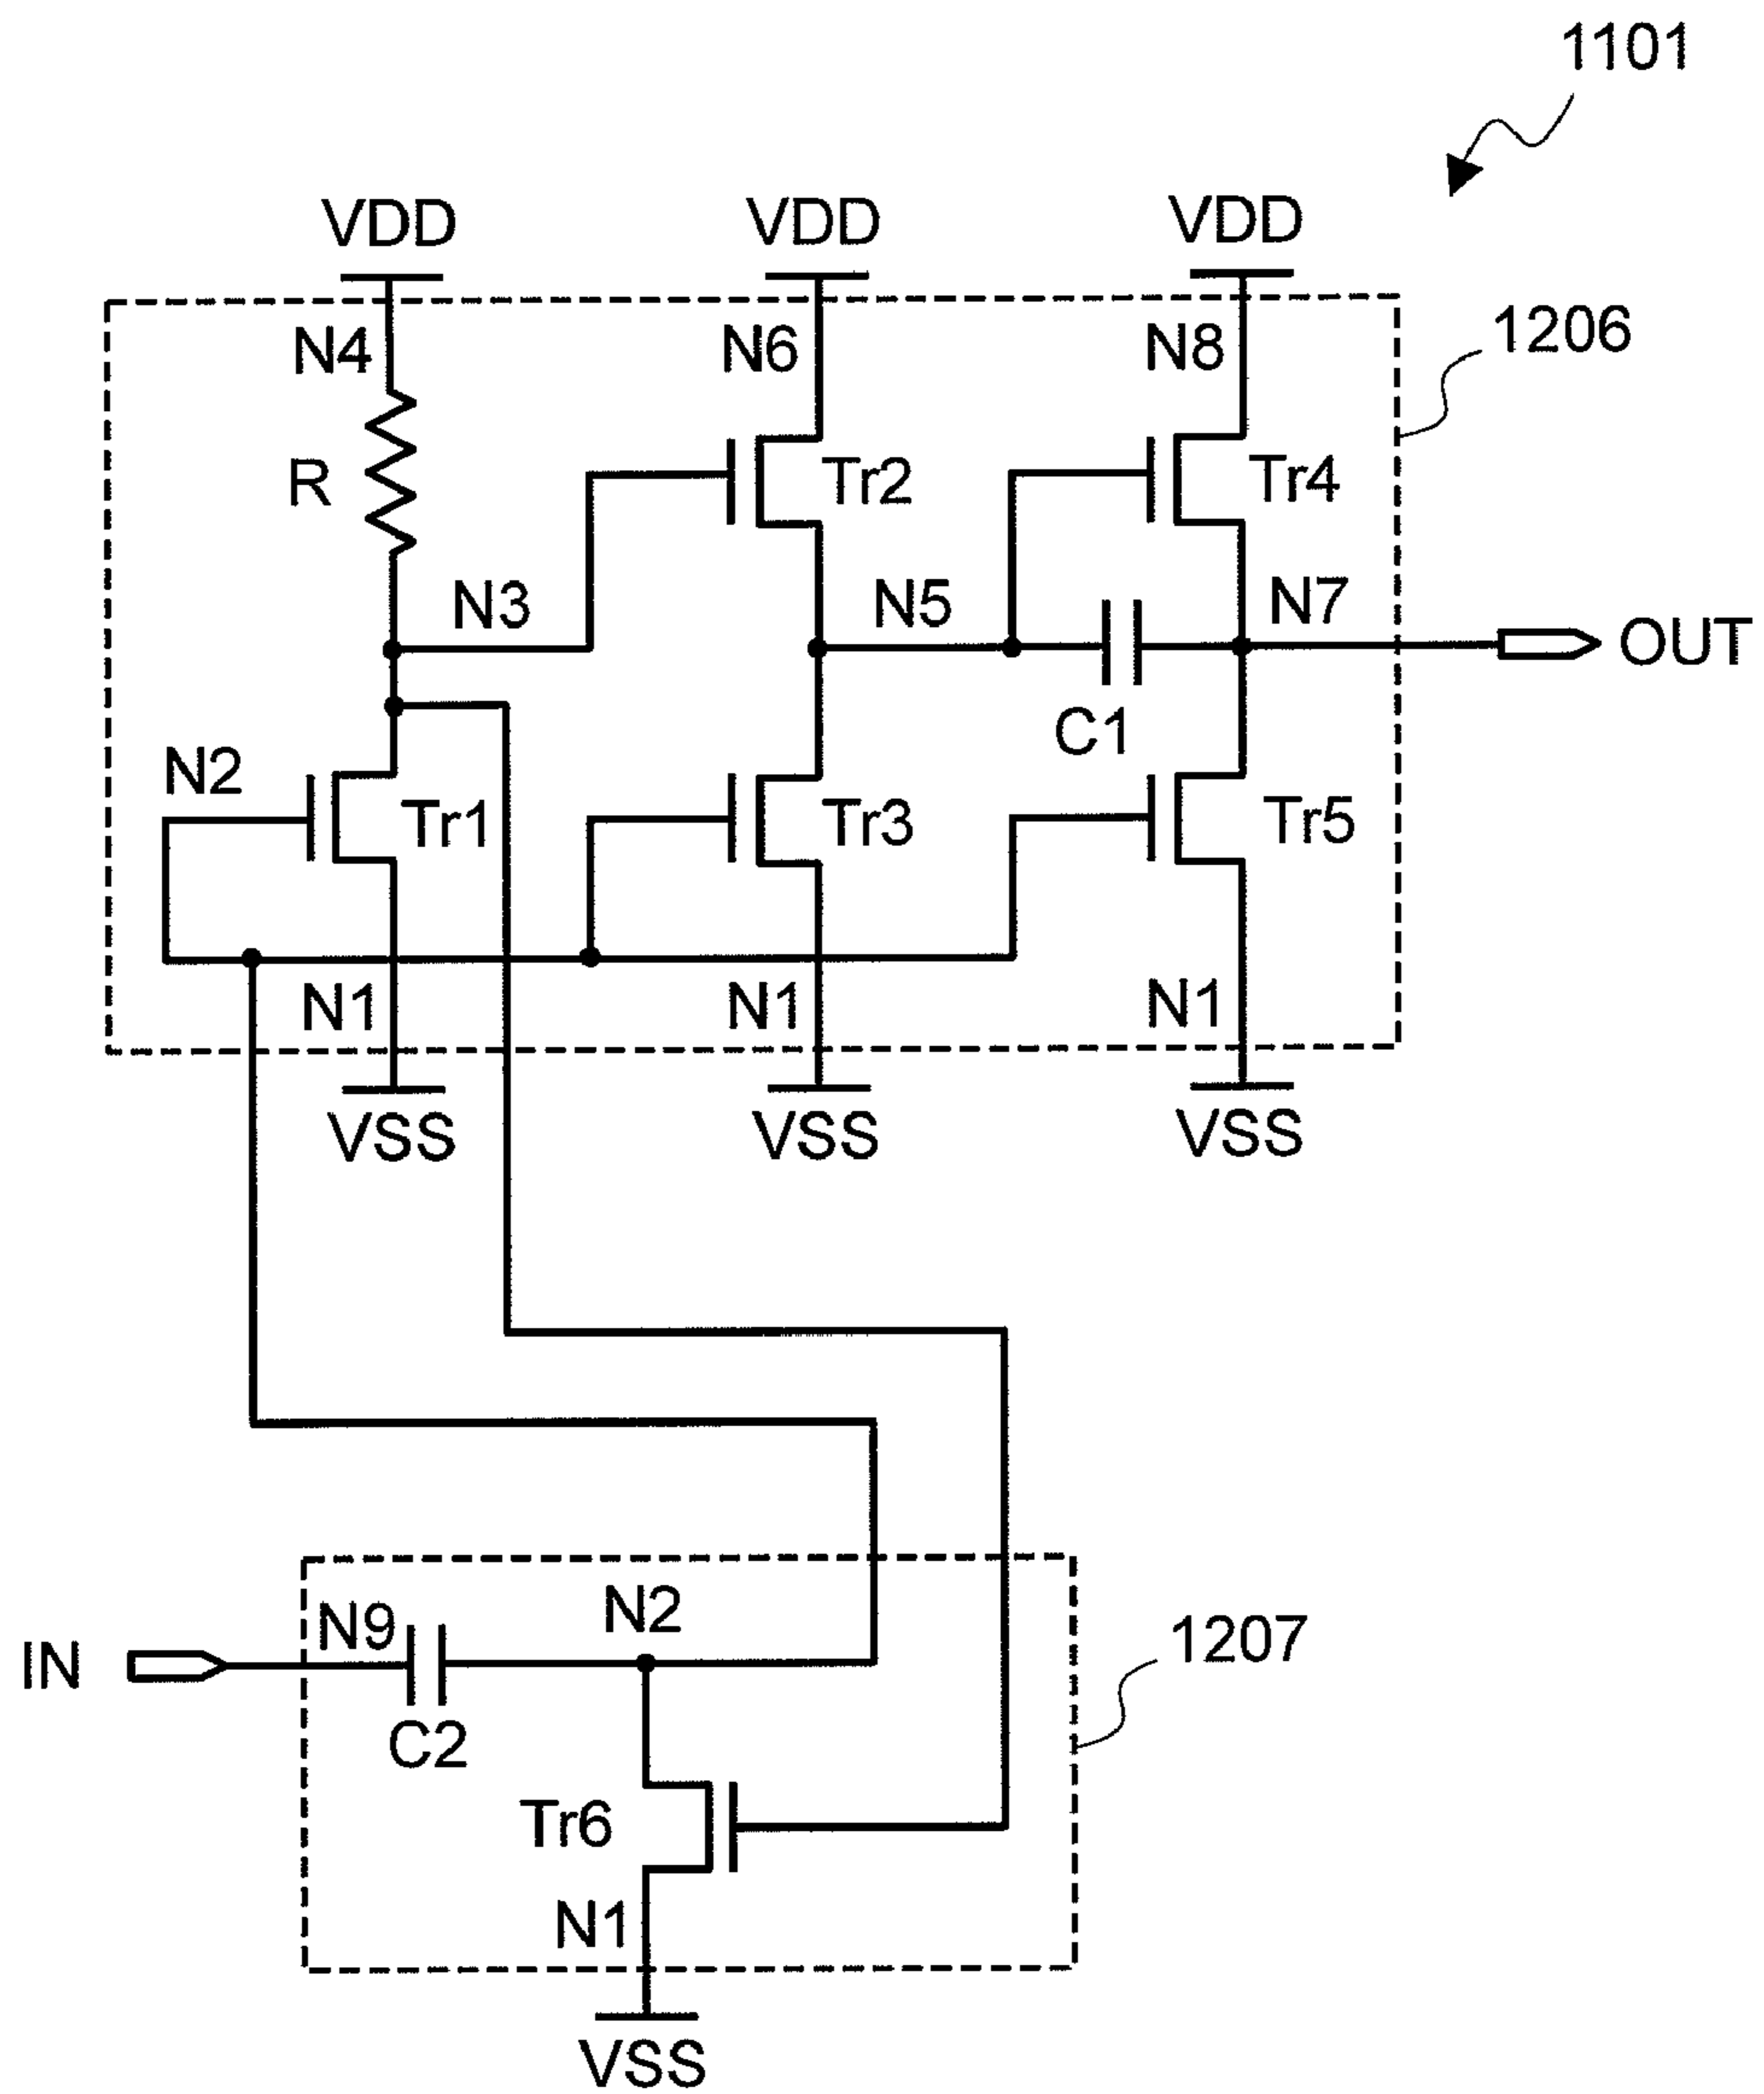 1101
VDD VDD VDD
N4 N6 N8 1206
R Tr2 Tr4
N3 N5 N7 OUT
C1
N2 Tr1 Tr3 Tr5
N1 N1 N1
VSS VSS VSS
N9 N2 1207
IN
C2
Tr6
N1
VSS